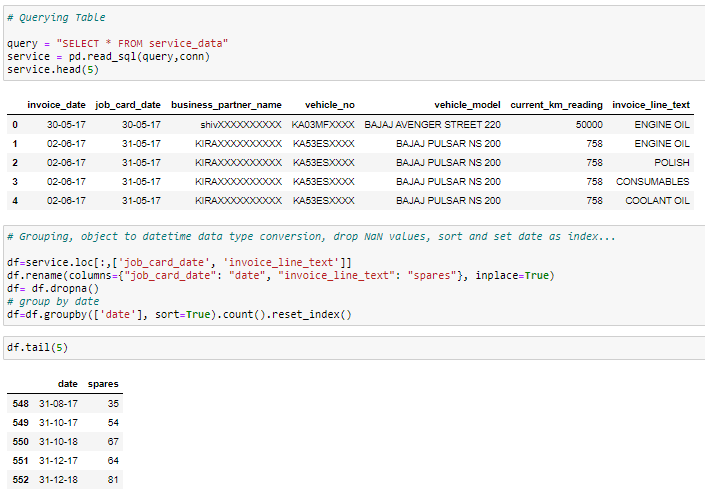 # Querying Table
query = "SELECT * FROM service_data"
service = pd.read_sql(query,conn)
service.head(5)
invoice_date job_card_date business_partner_name vehicle_no vehicle_model current_km_reading invoice_line_text
0 30-05-17 30-05-17 shivXXXXXXXXXX KA03MFXXXX BAJAJ AVENGER STREET 220 50000 ENGINE OIL
1 02-06-17 31-05-17 KIRAXXXXXXXXXX KA53ESXXXX BAJAJ PULSAR NS 200 758 ENGINE OIL
2 02-06-17 31-05-17 KIRAXXXXXXXXXX KA53ESXXXX BAJAJ PULSAR NS 200 758 POLISH
3 02-06-17 31-05-17 KIRAXXXXXXXXXX KA53ESXXXX BAJAJ PULSAR NS 200 758 CONSUMABLES
4 02-06-17 31-05-17 KIRAXXXXXXXXXX KA53ESXXXX BAJAJ PULSAR NS 200 758 COOLANT OIL
# Grouping, object to datetime data type conversion, drop NaN values, sort and set date as index...
df=service.loc[:,['job_card_date', 'invoice_line_text']]
df.rename(columns={"job_card_date": "date", "invoice_line_text": "spares"}, inplace=True)
df= df.dropna()
# group by date
df=df.groupby(['date'], sort=True).count().reset_index()
df.tail(5)
date spares
548 31-08-17 35
549 31-10-17 54
550 31-10-18 67
551 31-12-17 64
552 31-12-18 81